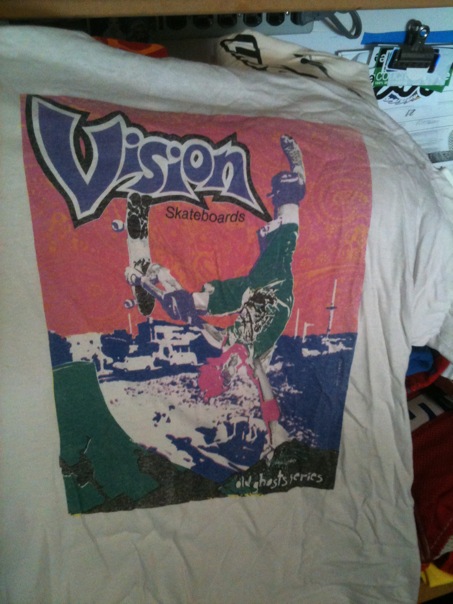 Vision
Skateboards
old ghosts series